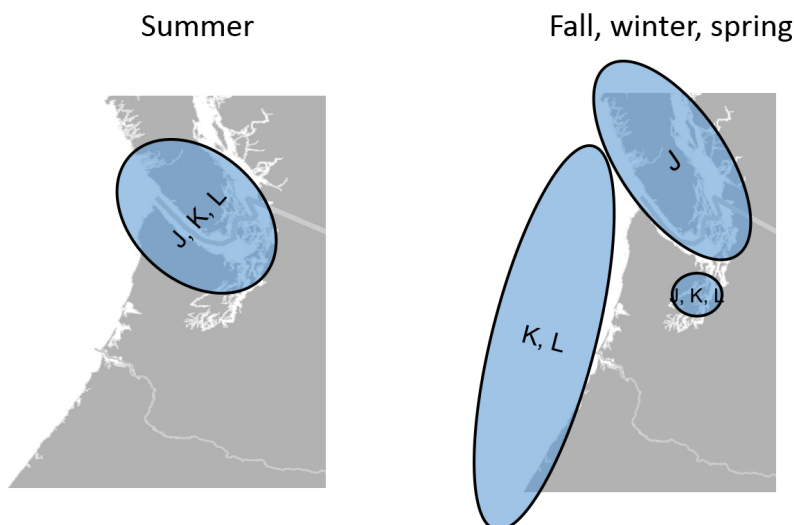 Summer
Fall, winter, spring
J, K, L
J
K, L
J, K, L